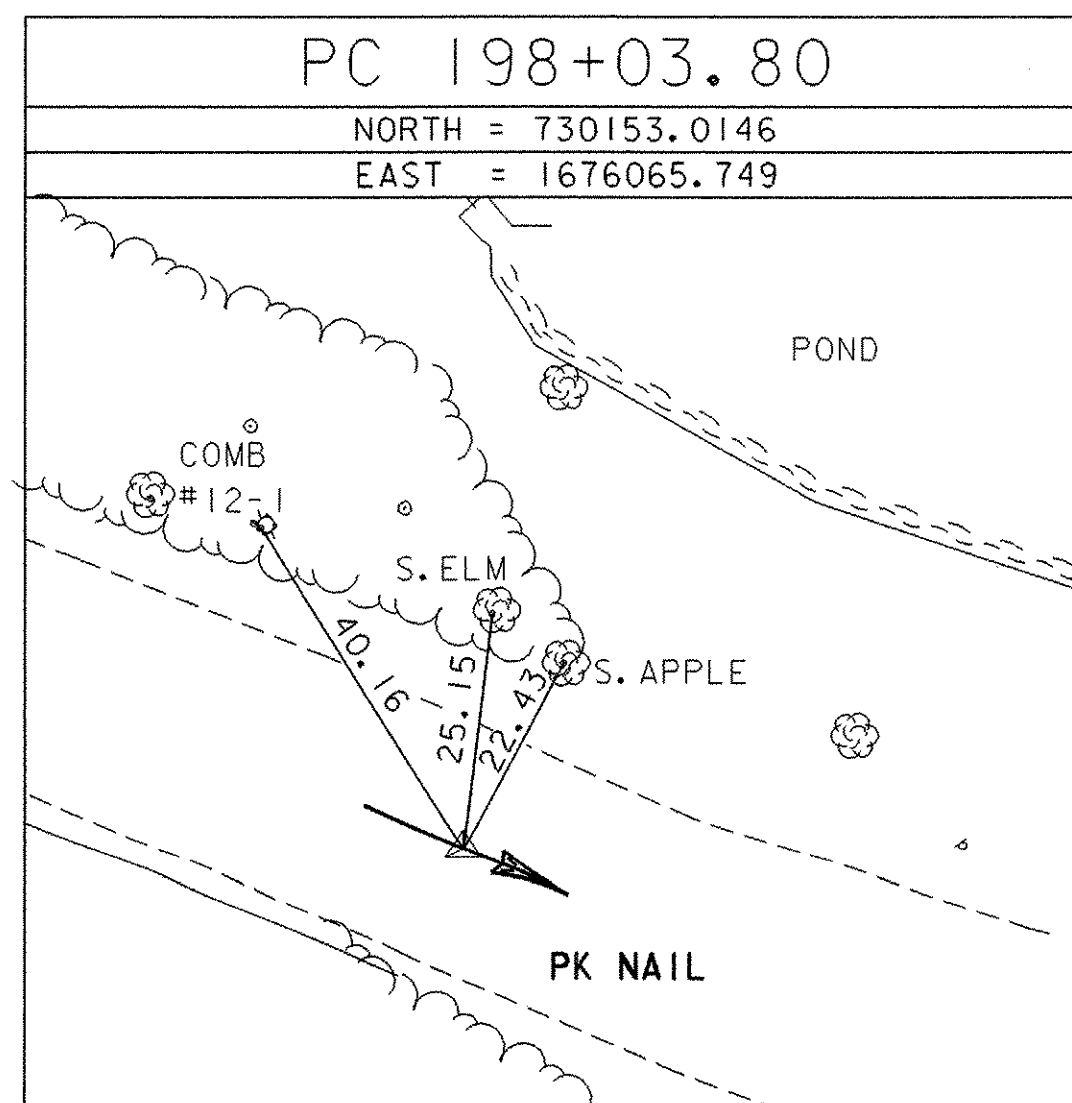 PC 198+03.80
NORTH = 730153.0146
EAST = 1676065.749
POND
COMB
#12-1
S. ELM
S. APPLE
40.16
25.15
22.43
PK NAIL